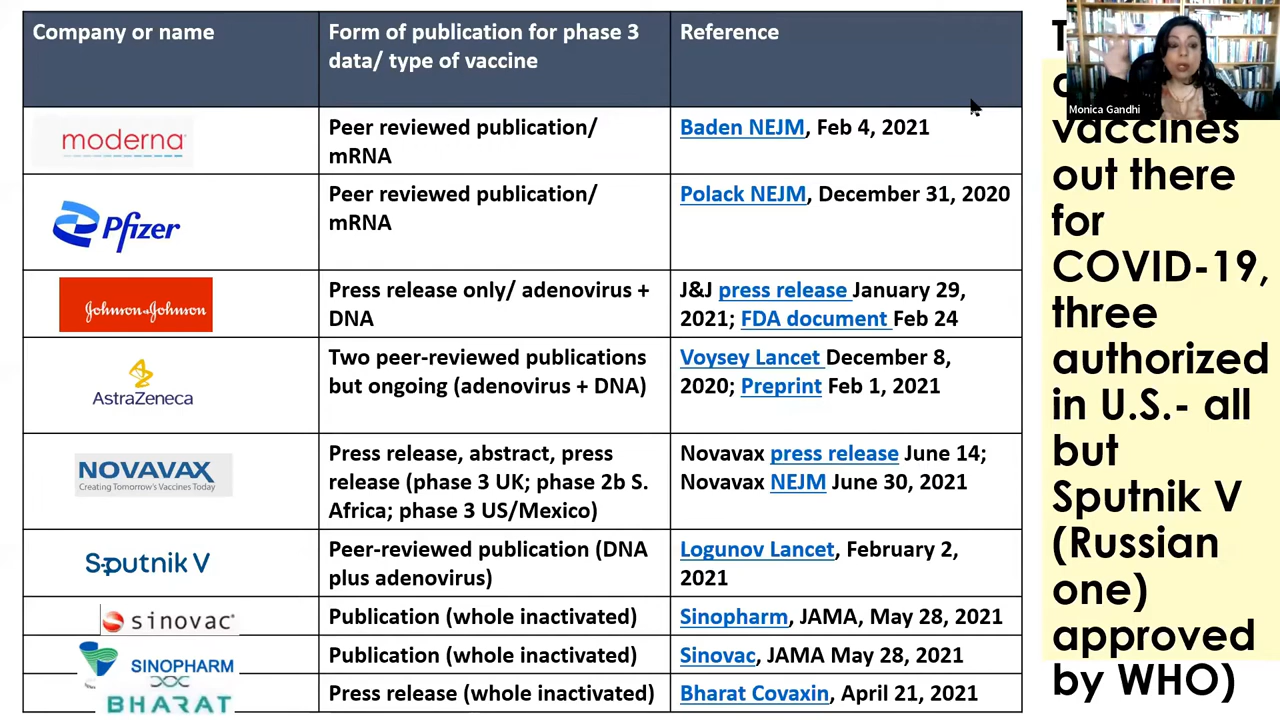 Company or name
Form of publication for phase 3
data/ type of vaccine
Reference
moderna
Peer reviewed publication/
mRNA
Baden NEJM, Feb 4, 2021
Pfizer
Peer reviewed publication/
mRNA
Polack NEJM, December 31, 2020
Johnson & Johnson
Press release only/ adenovirus +
DNA
J&J press release January 29,
2021; FDA document Feb 24
AstraZeneca
Two peer-reviewed publications
but ongoing (adenovirus + DNA)
Voysey Lancet December 8,
2020; Preprint Feb 1, 2021
NOVAVAX
Creating Tomorrow's Vaccines Today
Press release, abstract, press
release (phase 3 UK; phase 2b S.
Africa; phase 3 US/Mexico)
Novavax press release June 14;
Novavax NEJM June 30, 2021
Sputnik V
Peer-reviewed publication (DNA
plus adenovirus)
Logunov Lancet, February 2,
2021
sinovac
Publication (whole inactivated)
Sinopharm, JAMA, May 28, 2021
SINOPHARM
Publication (whole inactivated)
Sinovac, JAMA May 28, 2021
BHARAT
Press release (whole inactivated)
Bharat Covaxin, April 21, 2021
Monica Gandhi
vaccines
out there
for
COVID-19,
three
authorized
in U.S.- all
but
Sputnik V
(Russian
one)
approved
by WHO)